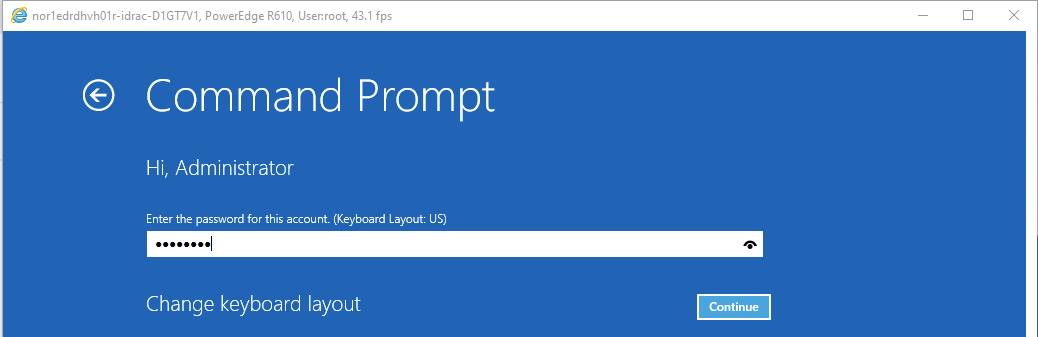 nor1edrdhvh01r-idrac-D1GT7V1, PowerEdge R610, User:root, 43.1 fps
Command Prompt
Hi, Administrator
Enter the password for this account. (Keyboard Layout: US)
••••••••
Change keyboard layout
Continue